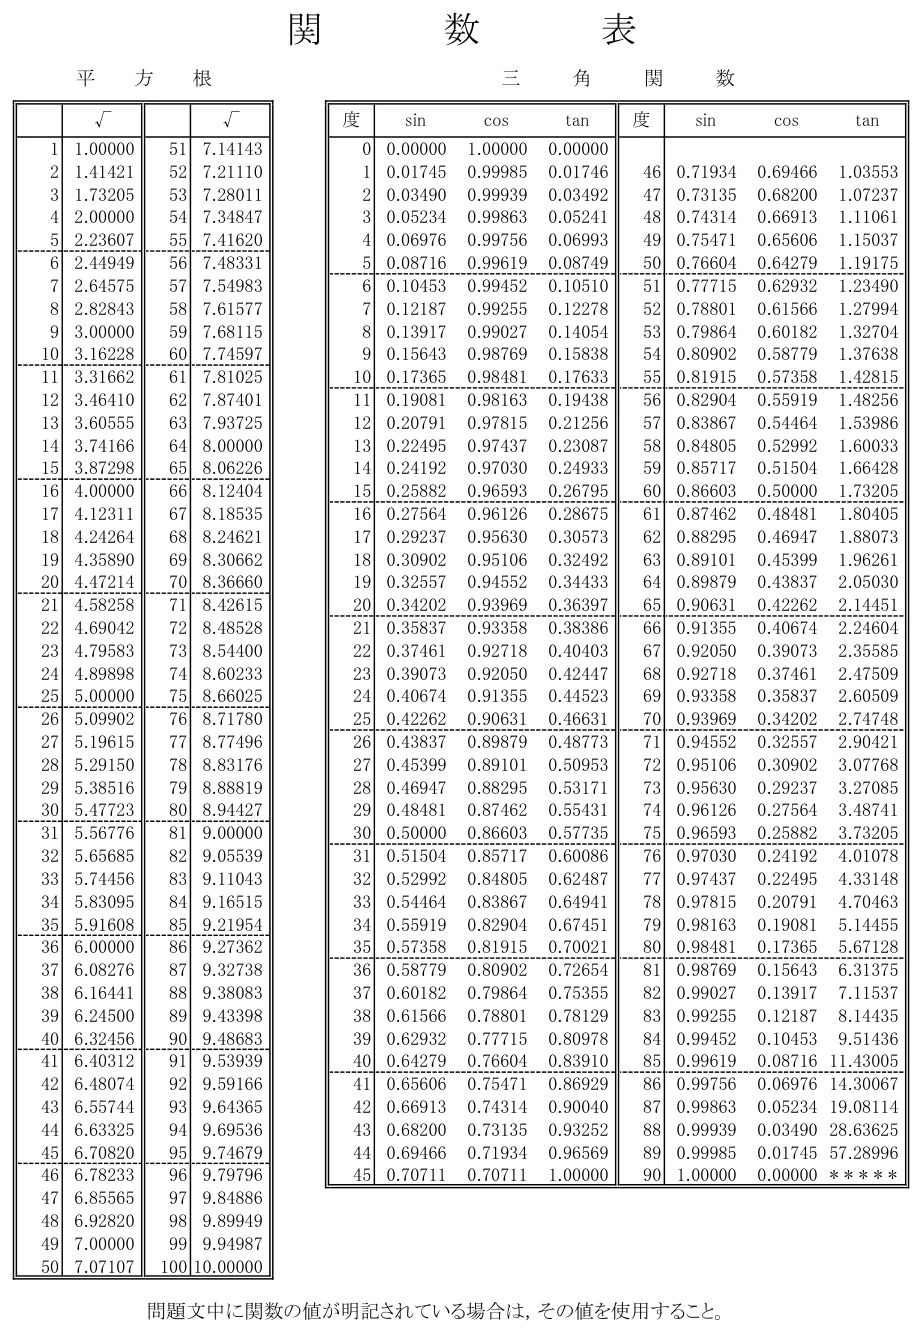 関 数 表
平 方 根
√ √
1 1.00000 51 7.14143
2 1.41421 52 7.21110
3 1.73205 53 7.28011
4 2.00000 54 7.34847
5 2.23607 55 7.41620
6 2.44949 56 7.48331
7 2.64575 57 7.54983
8 2.82843 58 7.61577
9 3.00000 59 7.68115
10 3.16228 60 7.74597
11 3.31662 61 7.81025
12 3.46410 62 7.87401
13 3.60555 63 7.93725
14 3.74166 64 8.00000
15 3.87298 65 8.06226
16 4.00000 66 8.12404
17 4.12311 67 8.18535
18 4.24264 68 8.24621
19 4.35890 69 8.30662
20 4.47214 70 8.36660
21 4.58258 71 8.42615
22 4.69042 72 8.48528
23 4.79583 73 8.54400
24 4.89898 74 8.60233
25 5.00000 75 8.66025
26 5.09902 76 8.71780
27 5.19615 77 8.77496
28 5.29150 78 8.83176
29 5.38516 79 8.88819
30 5.47723 80 8.94427
31 5.56776 81 9.00000
32 5.65685 82 9.05539
33 5.74456 83 9.11043
34 5.83095 84 9.16515
35 5.91608 85 9.21954
36 6.00000 86 9.27362
37 6.08276 87 9.32738
38 6.16441 88 9.38083
39 6.24500 89 9.43398
40 6.32456 90 9.48683
41 6.40312 91 9.53939
42 6.48074 92 9.59166
43 6.55744 93 9.64365
44 6.63325 94 9.69536
45 6.70820 95 9.74679
46 6.78233 96 9.79796
47 6.85565 97 9.84886
48 6.92820 98 9.89949
49 7.00000 99 9.94987
50 7.07107 100 10.00000
三 角 関 数
度 sin cos tan 度 sin cos tan
0 0.00000 1.00000 0.00000
1 0.01745 0.99985 0.01746 46 0.71934 0.69466 1.03553
2 0.03490 0.99939 0.03492 47 0.73135 0.68200 1.07237
3 0.05234 0.99863 0.05241 48 0.74314 0.66913 1.11061
4 0.06976 0.99756 0.06993 49 0.75471 0.65606 1.15037
5 0.08716 0.99619 0.08749 50 0.76604 0.64279 1.19175
6 0.10453 0.99452 0.10510 51 0.77715 0.62932 1.23490
7 0.12187 0.99255 0.12278 52 0.78801 0.61566 1.27994
8 0.13917 0.99027 0.14054 53 0.79864 0.60182 1.32704
9 0.15643 0.98769 0.15838 54 0.80902 0.58779 1.37638
10 0.17365 0.98481 0.17633 55 0.81915 0.57358 1.42815
11 0.19081 0.98163 0.19438 56 0.82904 0.55919 1.48256
12 0.20791 0.97815 0.21256 57 0.83867 0.54464 1.53986
13 0.22495 0.97437 0.23087 58 0.84805 0.52992 1.60033
14 0.24192 0.97030 0.24933 59 0.85717 0.51504 1.66428
15 0.25882 0.96593 0.26795 60 0.86603 0.50000 1.73205
16 0.27564 0.96126 0.28675 61 0.87462 0.48481 1.80405
17 0.29237 0.95630 0.30573 62 0.88295 0.46947 1.88073
18 0.30902 0.95106 0.32492 63 0.89101 0.45399 1.96261
19 0.32557 0.94552 0.34433 64 0.89879 0.43837 2.05030
20 0.34202 0.93969 0.36397 65 0.90631 0.42262 2.14451
21 0.35837 0.93358 0.38386 66 0.91355 0.40674 2.24604
22 0.37461 0.92718 0.40403 67 0.92050 0.39073 2.35585
23 0.39073 0.92050 0.42447 68 0.92718 0.37461 2.47509
24 0.40674 0.91355 0.44523 69 0.93358 0.35837 2.60509
25 0.42262 0.90631 0.46631 70 0.93969 0.34202 2.74748
26 0.43837 0.89879 0.48773 71 0.94552 0.32557 2.90421
27 0.45399 0.89101 0.50953 72 0.95106 0.30902 3.07768
28 0.46947 0.88295 0.53171 73 0.95630 0.29237 3.27085
29 0.48481 0.87462 0.55431 74 0.96126 0.27564 3.48741
30 0.50000 0.86603 0.57735 75 0.96593 0.25882 3.73205
31 0.51504 0.85717 0.60086 76 0.97030 0.24192 4.01078
32 0.52992 0.84805 0.62487 77 0.97437 0.22495 4.33148
33 0.54464 0.83867 0.64941 78 0.97815 0.20791 4.70463
34 0.55919 0.82904 0.67451 79 0.98163 0.19081 5.14455
35 0.57358 0.81915 0.70021 80 0.98481 0.17365 5.67128
36 0.58779 0.80902 0.72654 81 0.98769 0.15643 6.31375
37 0.60182 0.79864 0.75355 82 0.99027 0.13917 7.11537
38 0.61566 0.78801 0.78129 83 0.99255 0.12187 8.14435
39 0.62932 0.77715 0.80978 84 0.99452 0.10453 9.51436
40 0.64279 0.76604 0.83910 85 0.99619 0.08716 11.43005
41 0.65606 0.75471 0.86929 86 0.99756 0.06976 14.30067
42 0.66913 0.74314 0.90040 87 0.99863 0.05234 19.08114
43 0.68200 0.73135 0.93252 88 0.99939 0.03490 28.63625
44 0.69466 0.71934 0.96569 89 0.99985 0.01745 57.28996
45 0.70711 0.70711 1.00000 90 1.00000 0.00000 *****
問題文中に関数の値が明記されている場合は，その値を使用すること。